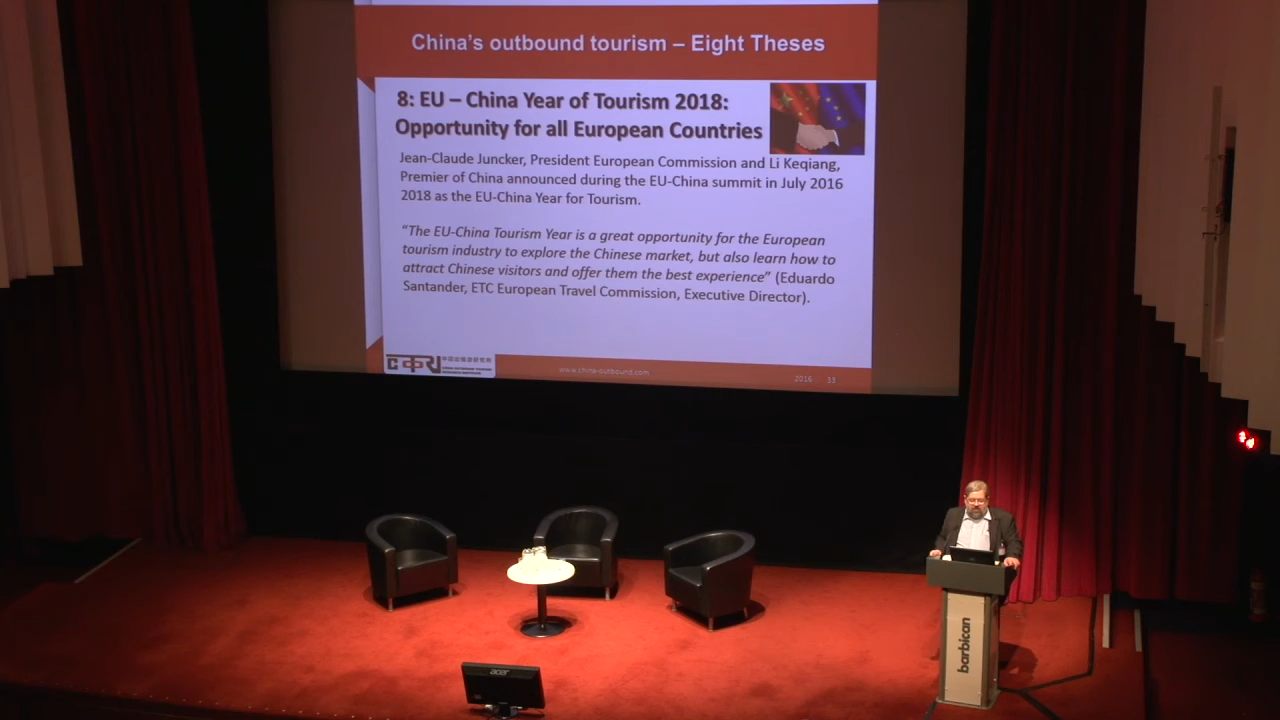 China's outbound tourism – Eight Theses
8: EU – China Year of Tourism 2018:
Opportunity for all European Countries
Jean-Claude Juncker, President European Commission and Li Keqiang,
Premier of China announced during the EU-China summit in July 2016
2018 as the EU-China Year for Tourism.
“The EU-China Tourism Year is a great opportunity for the European
tourism industry to explore the Chinese market, but also learn how to
attract Chinese visitors and offer them the best experience” (Eduardo
Santander, ETC European Travel Commission, Executive Director).
www.china-outbound.com
2016 33
barbican
acer